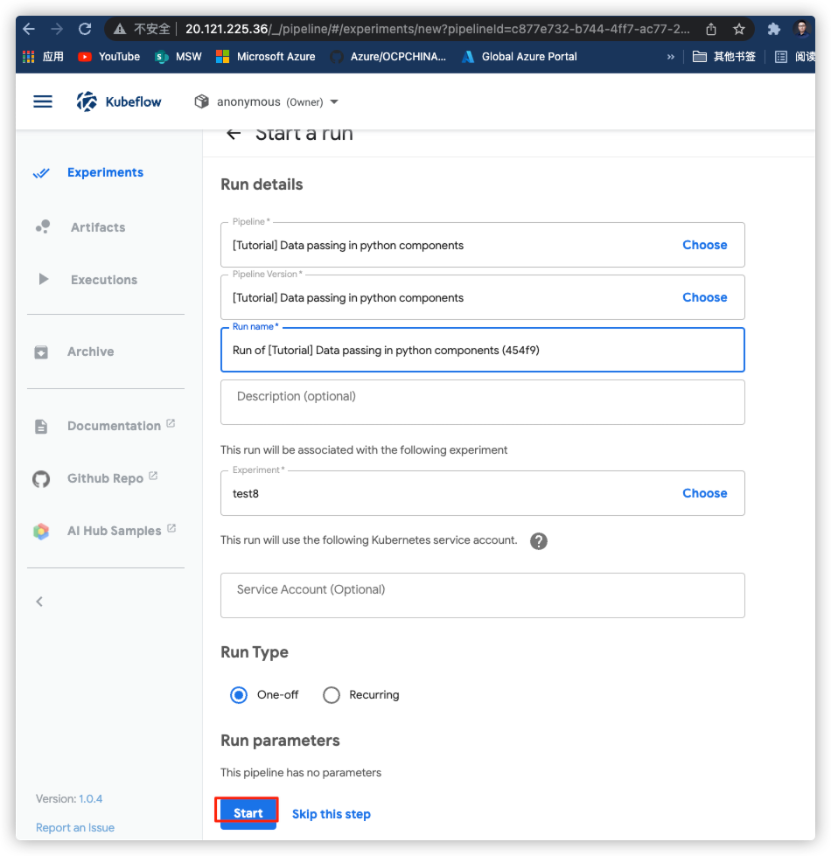 不安全 20.121.225.36/_/pipeline/#/experiments/new?pipelineId=c877e732-b744-4ff7-ac77-2...
应用 YouTube MSW Microsoft Azure Azure/OCPCHINA... Global Azure Portal » 其他书签 阅读
Kubeflow anonymous (Owner)
Start a run
Experiments
Artifacts
Executions
Archive
Documentation
Github Repo
AI Hub Samples
Version: 1.0.4
Report an Issue
Run details
Pipeline *
[Tutorial] Data passing in python components Choose
Pipeline Version *
[Tutorial] Data passing in python components Choose
Run name *
Run of [Tutorial] Data passing in python components (454f9)
Description (optional)
This run will be associated with the following experiment
Experiment *
test8 Choose
This run will use the following Kubernetes service account. ?
Service Account (Optional)
Run Type
One-off Recurring
Run parameters
This pipeline has no parameters
Start Skip this step